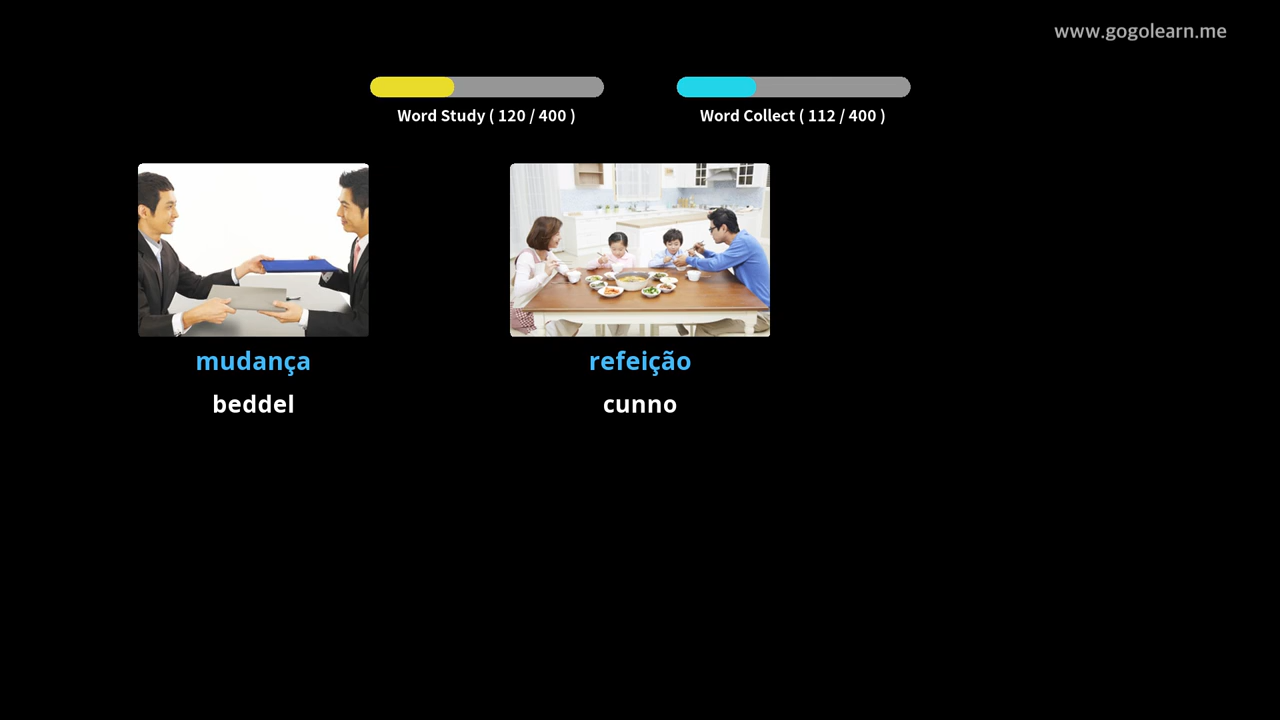 www.gogolearn.me
Word Study ( 120 / 400 )
Word Collect ( 112 / 400 )
mudança
refeição
beddel
cunno